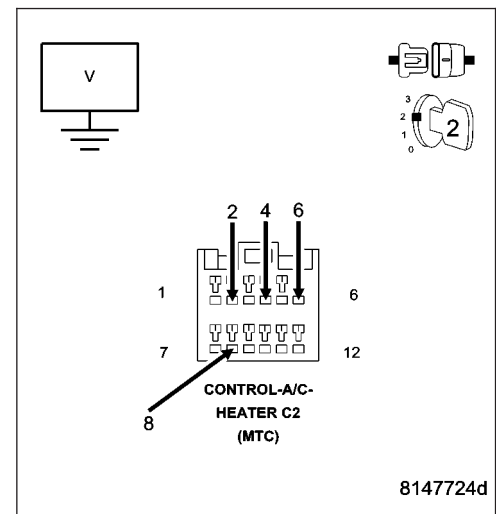 V
3
2
1
0
2
2 4 6
1 6
7 12
8
CONTROL-A/C-
HEATER C2
(MTC)
8147724d